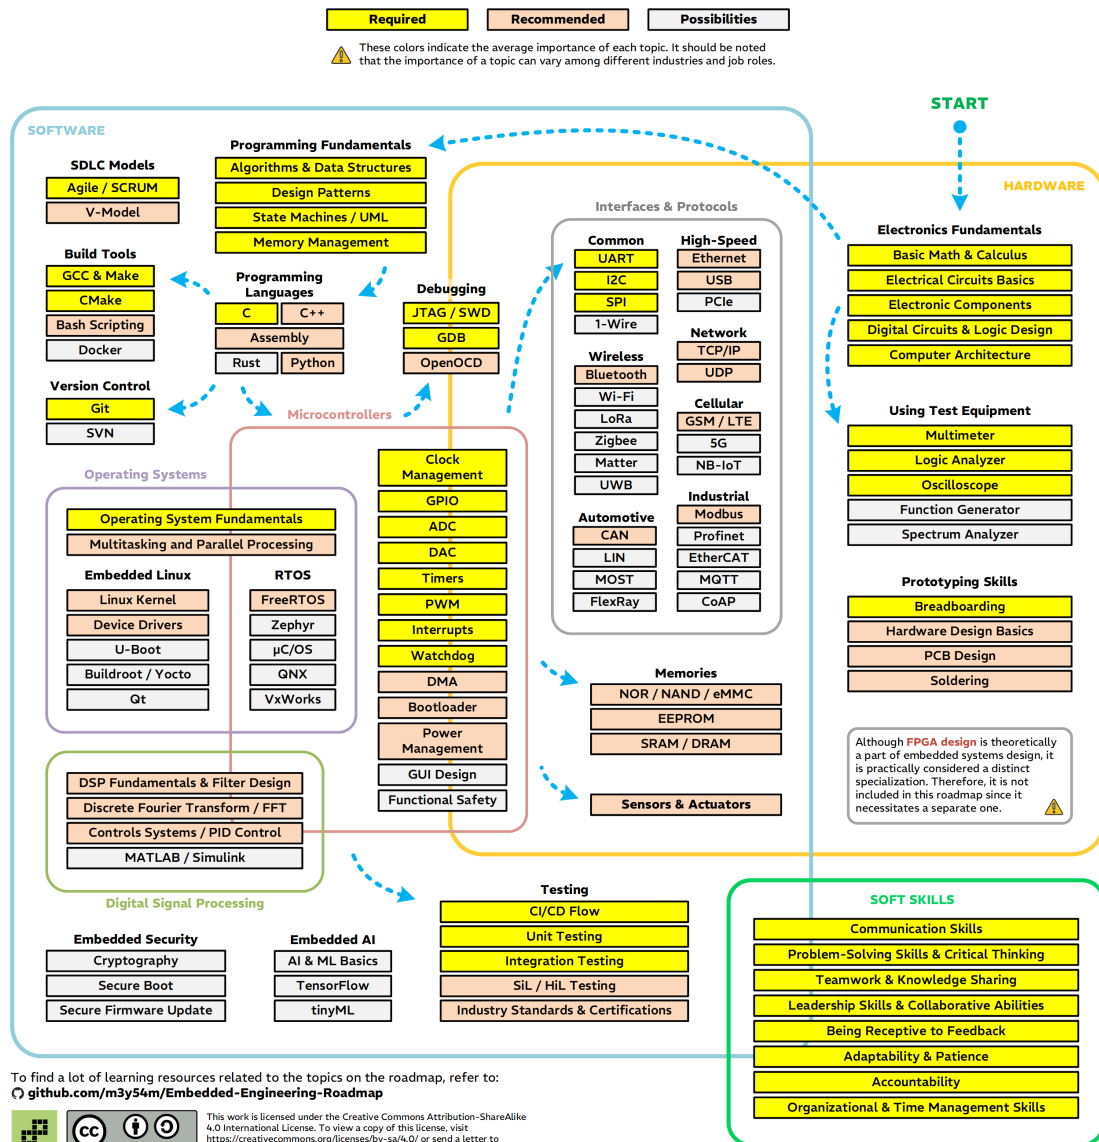 Required
Recommended
Possibilities
These colors indicate the average importance of each topic. It should be noted
that the importance of a topic can vary among different industries and job roles.
START
SOFTWARE
HARDWARE
SDLC Models
Agile / SCRUM
V-Model
Programming Fundamentals
Algorithms & Data Structures
Design Patterns
State Machines / UML
Memory Management
Build Tools
GCC & Make
CMake
Bash Scripting
Docker
Programming
Languages
C
C++
Assembly
Rust
Python
Debugging
JTAG / SWD
GDB
OpenOCD
Version Control
Git
SVN
Microcontrollers
Clock
Management
GPIO
ADC
DAC
Timers
PWM
Interrupts
Watchdog
DMA
Bootloader
Power
Management
GUI Design
Functional Safety
Operating Systems
Operating System Fundamentals
Multitasking and Parallel Processing
Embedded Linux
Linux Kernel
Device Drivers
U-Boot
Buildroot / Yocto
Qt
RTOS
FreeRTOS
Zephyr
µC/OS
QNX
VxWorks
DSP Fundamentals & Filter Design
Discrete Fourier Transform / FFT
Controls Systems / PID Control
MATLAB / Simulink
Digital Signal Processing
Interfaces & Protocols
Common
UART
I2C
SPI
1-Wire
Wireless
Bluetooth
Wi-Fi
LoRa
Zigbee
Matter
UWB
Automotive
CAN
LIN
MOST
FlexRay
High-Speed
Ethernet
USB
PCIe
Network
TCP/IP
UDP
Cellular
GSM / LTE
5G
NB-IoT
Industrial
Modbus
Profinet
EtherCAT
MQTT
CoAP
Memories
NOR / NAND / eMMC
EEPROM
SRAM / DRAM
Sensors & Actuators
Electronics Fundamentals
Basic Math & Calculus
Electrical Circuits Basics
Electronic Components
Digital Circuits & Logic Design
Computer Architecture
Using Test Equipment
Multimeter
Logic Analyzer
Oscilloscope
Function Generator
Spectrum Analyzer
Prototyping Skills
Breadboarding
Hardware Design Basics
PCB Design
Soldering
Although FPGA design is theoretically
a part of embedded systems design, it
is practically considered a distinct
specialization. Therefore, it is not
included in this roadmap since it
necessitates a separate one.
Embedded Security
Cryptography
Secure Boot
Secure Firmware Update
Embedded AI
AI & ML Basics
TensorFlow
tinyML
Testing
CI/CD Flow
Unit Testing
Integration Testing
SiL / HiL Testing
Industry Standards & Certifications
SOFT SKILLS
Communication Skills
Problem-Solving Skills & Critical Thinking
Teamwork & Knowledge Sharing
Leadership Skills & Collaborative Abilities
Being Receptive to Feedback
Adaptability & Patience
Accountability
Organizational & Time Management Skills
To find a lot of learning resources related to the topics on the roadmap, refer to:
github.com/m3y54m/Embedded-Engineering-Roadmap
cc
This work is licensed under the Creative Commons Attribution-ShareAlike
4.0 International License. To view a copy of this license, visit
https://creativecommons.org/licenses/by-sa/4.0/ or send a letter to